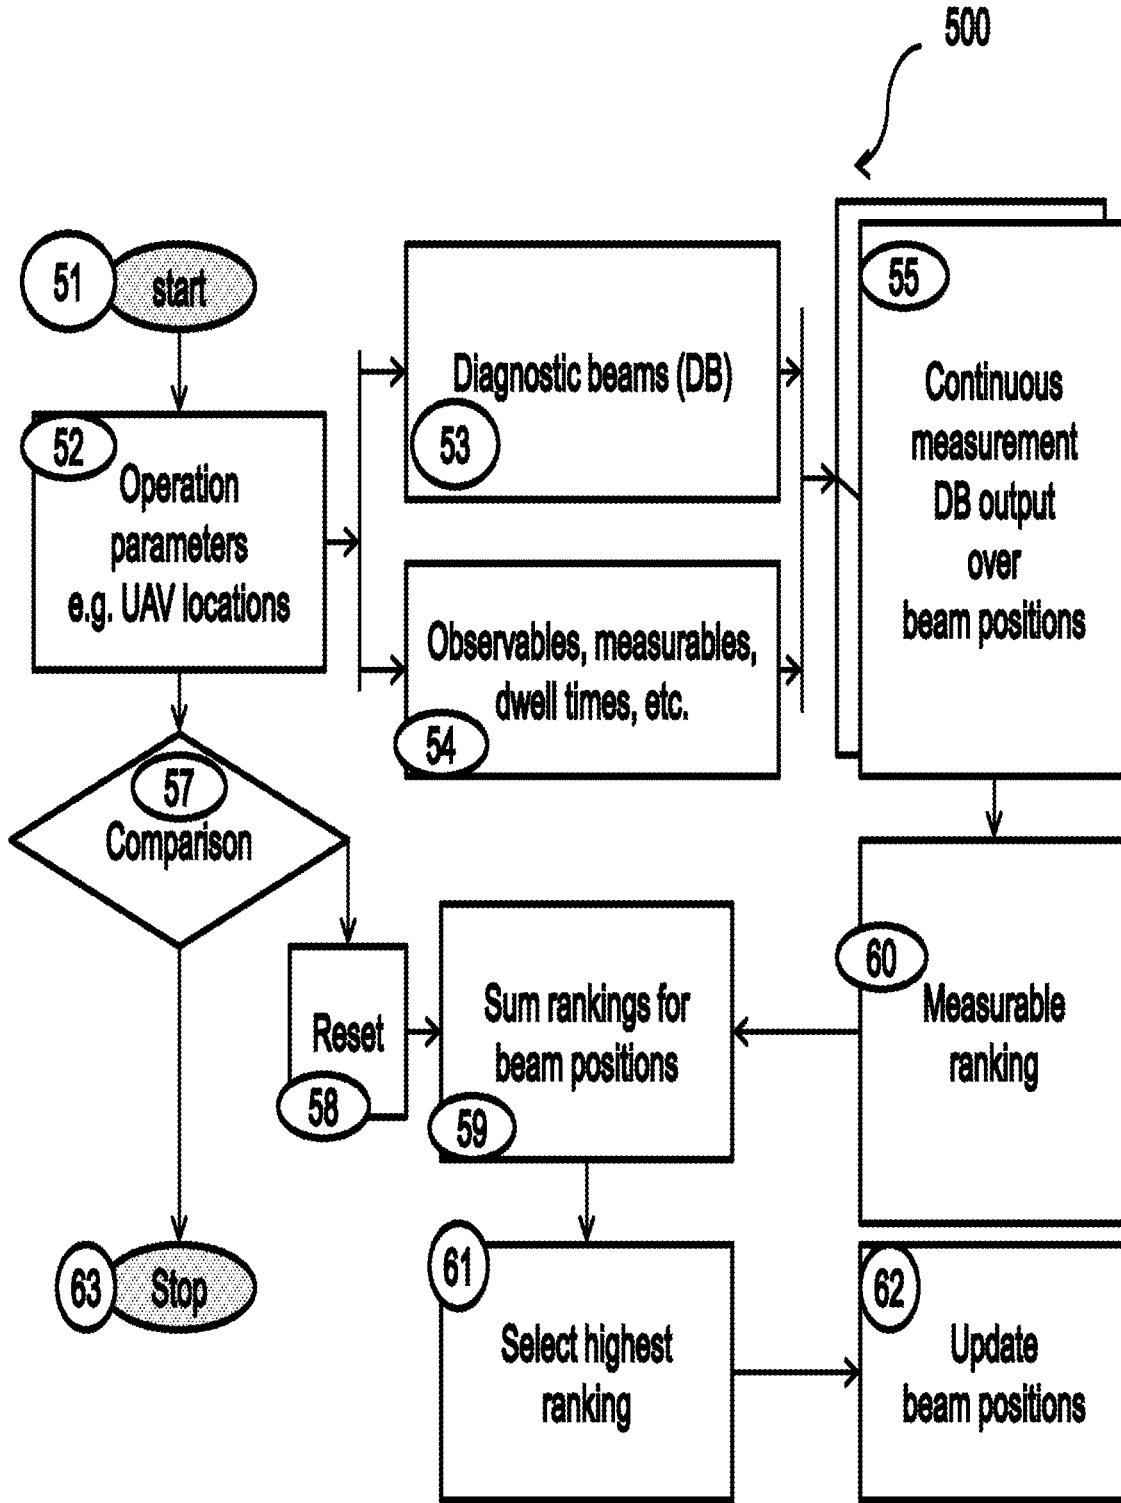 500
51
start
52
Operation
parameters
e.g. UAV locations
Diagnostic beams (DB)
53
Observables, measurables,
dwell times, etc.
54
55
Continuous
measurement
DB output
over
beam positions
57
Comparison
Reset
58
Sum rankings for
beam positions
59
60
Measurable
ranking
63
Stop
61
Select highest
ranking
62
Update
beam positions